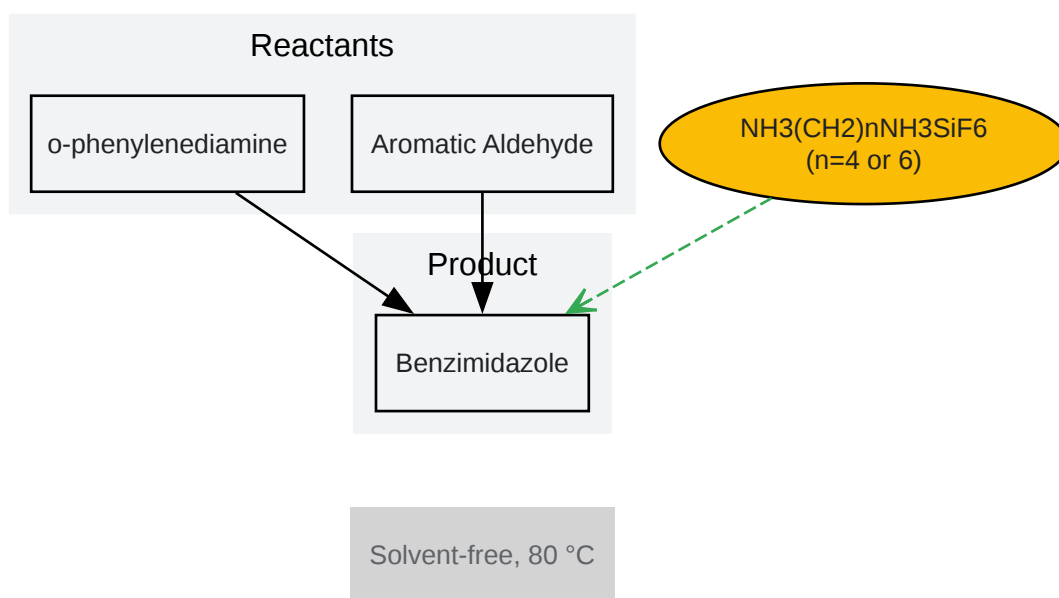 Reactants
o-phenylenediamine
Aromatic Aldehyde
NH3(CH2)nNH3SiF6
(n=4 or 6)
Product
Benzimidazole
Solvent-free, 80 °C